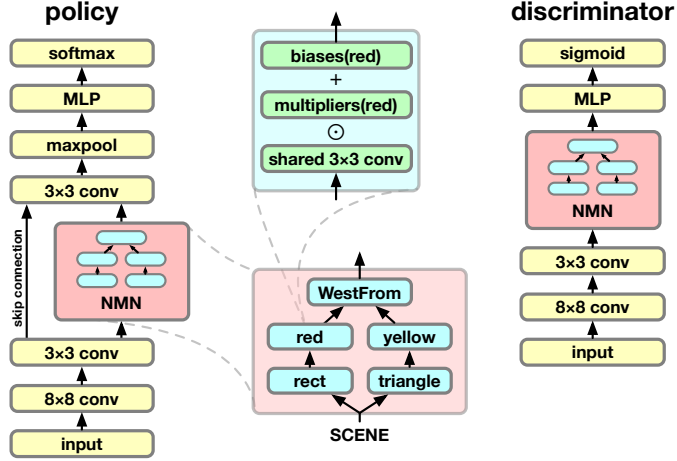 policy
softmax
MLP
maxpool
3×3 conv
skip connection
NMN
3×3 conv
8×8 conv
input
biases(red)
+
multipliers(red)
⊙
shared 3×3 conv
WestFrom
red
yellow
rect
triangle
SCENE
discriminator
sigmoid
MLP
NMN
3×3 conv
8×8 conv
input